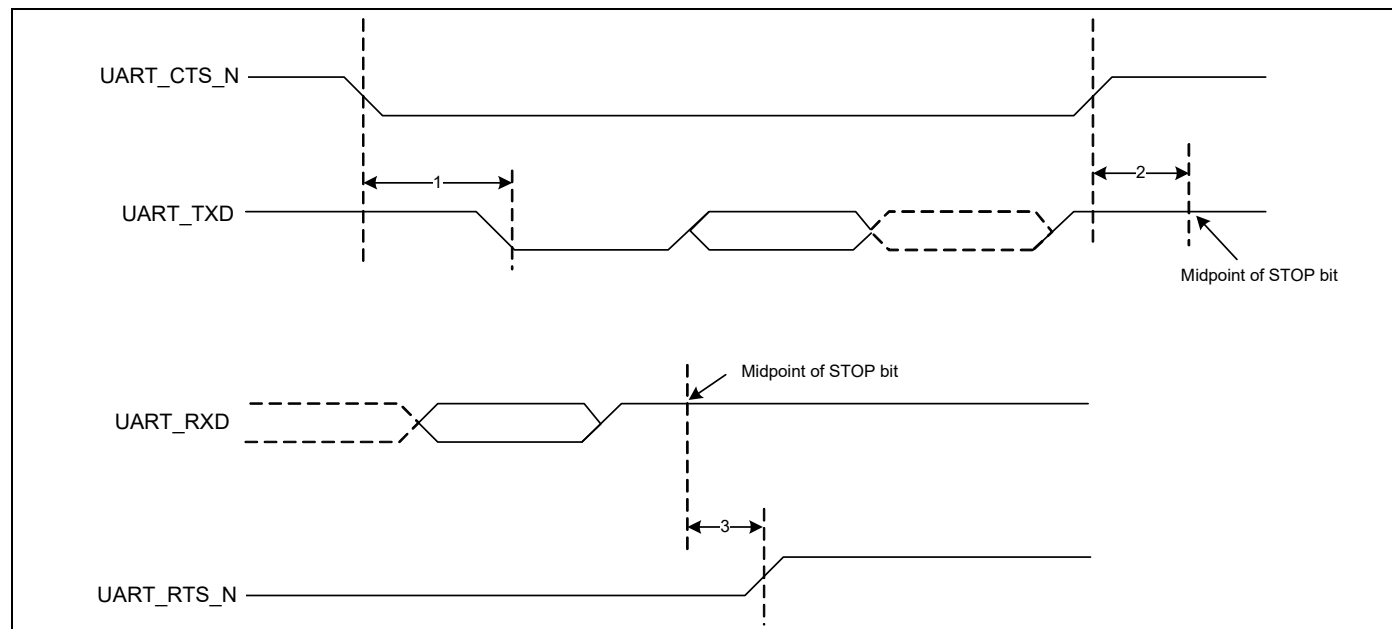 UART_CTS_N
1
2
UART_TXD
Midpoint of STOP bit
Midpoint of STOP bit
UART_RXD
3
UART_RTS_N